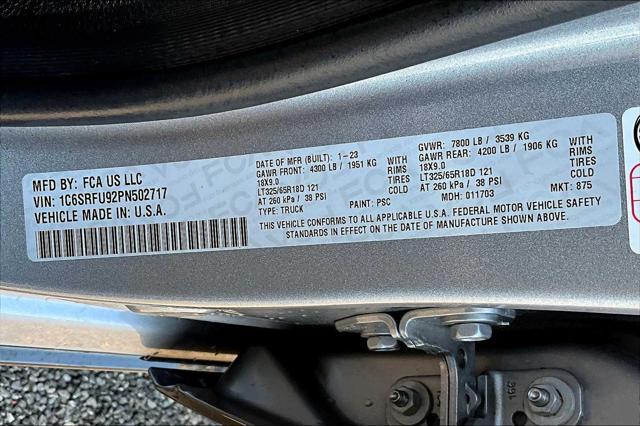 MFD BY: FCA US LLC
VIN: 1C6SRFU92PN502717
VEHICLE MADE IN U.S.A.
DATE OF MFR (BUILT): 1-23
GVWR: 7800 LB / 3539 KG
GAWR FRONT: 4300 LB / 1951 KG WITH
GAWR REAR: 4200 LB / 1906 KG WITH
18X9.0 RIMS
18X9.0 RIMS
LT325/65R18D 121 TIRES
LT325/65R18D 121 TIRES
AT 260 kPa / 38 PSI COLD
AT 260 kPa / 38 PSI COLD
TYPE: TRUCK PAINT: PSC MDH: 011703 MKT: 875
THIS VEHICLE CONFORMS TO ALL APPLICABLE U.S.A. FEDERAL MOTOR VEHICLE SAFETY
STANDARDS IN EFFECT ON THE DATE OF MANUFACTURE SHOWN ABOVE.